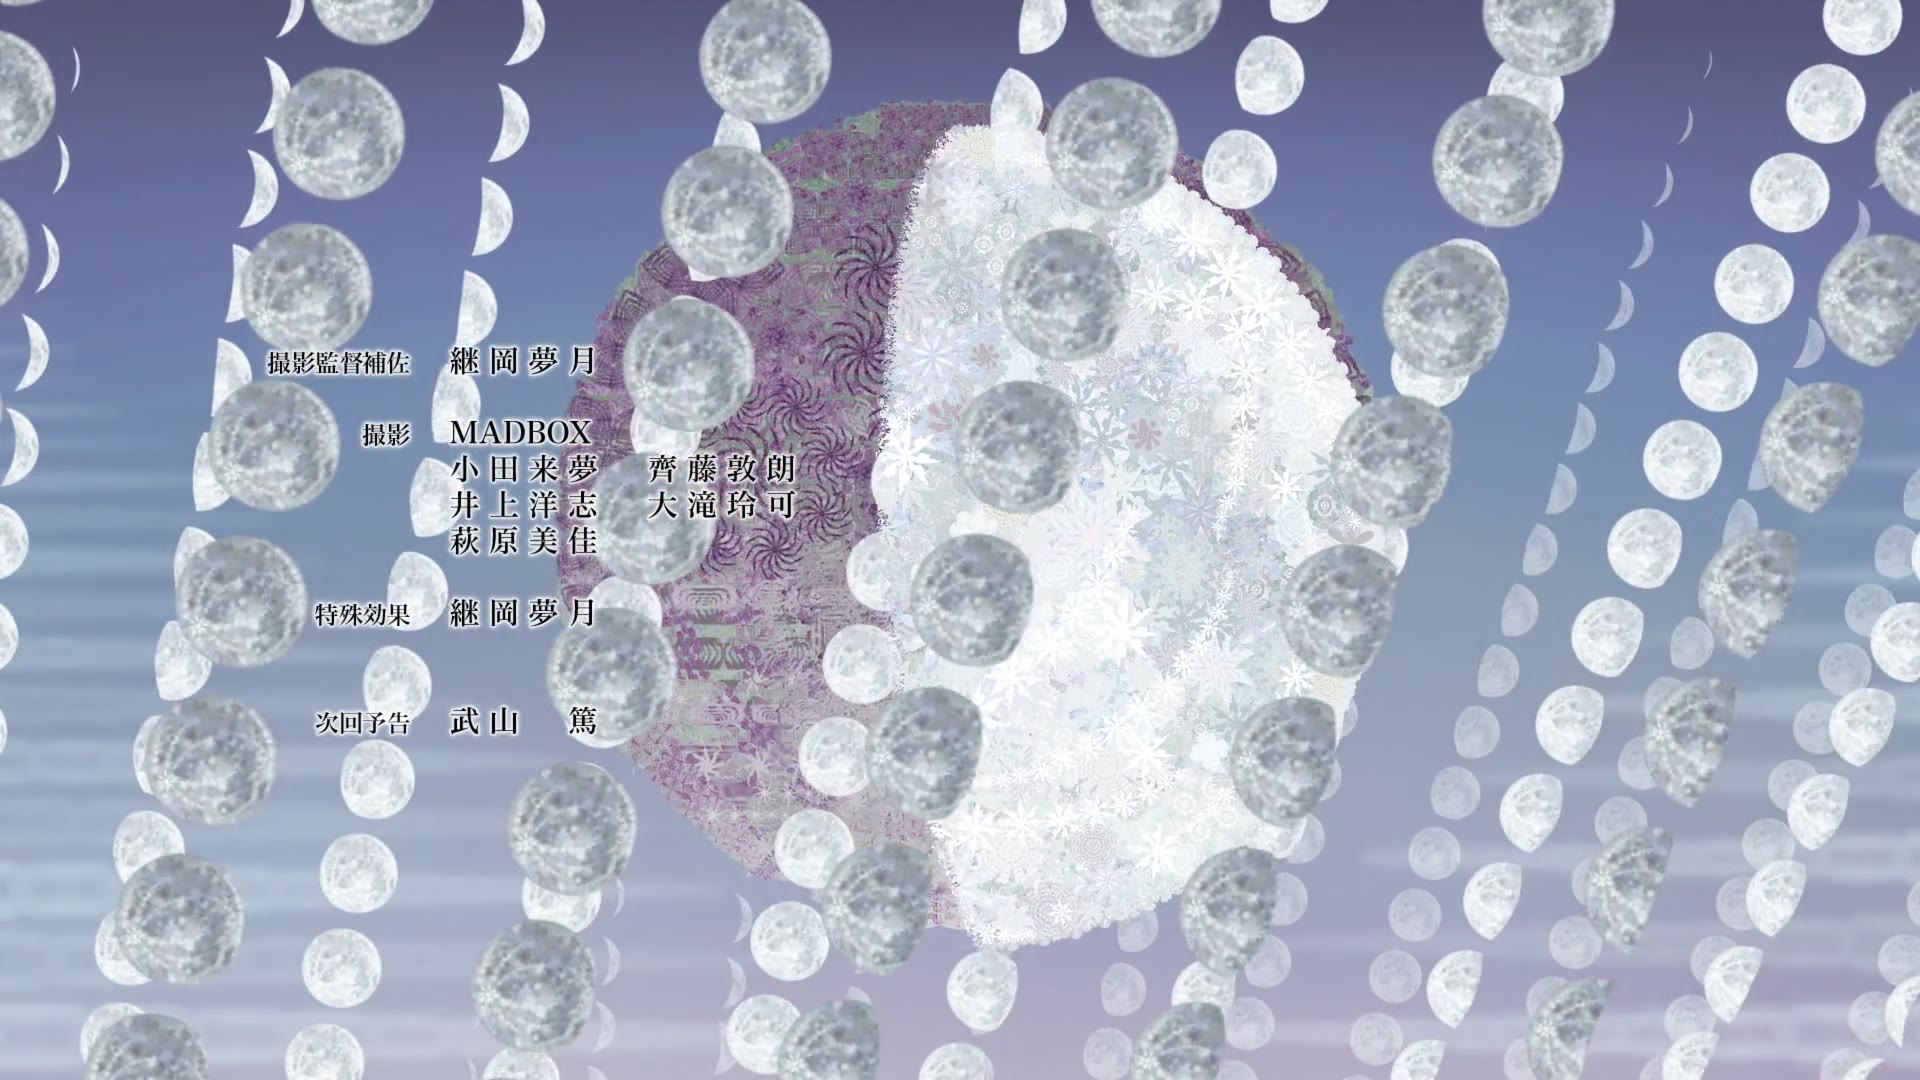 撮影監督補佐 継岡夢月
撮影 MADBOX
小田来夢 齊藤敦朗
井上洋志 大滝玲可
萩原美佳
特殊効果 継岡夢月
次回予告 武山 篤